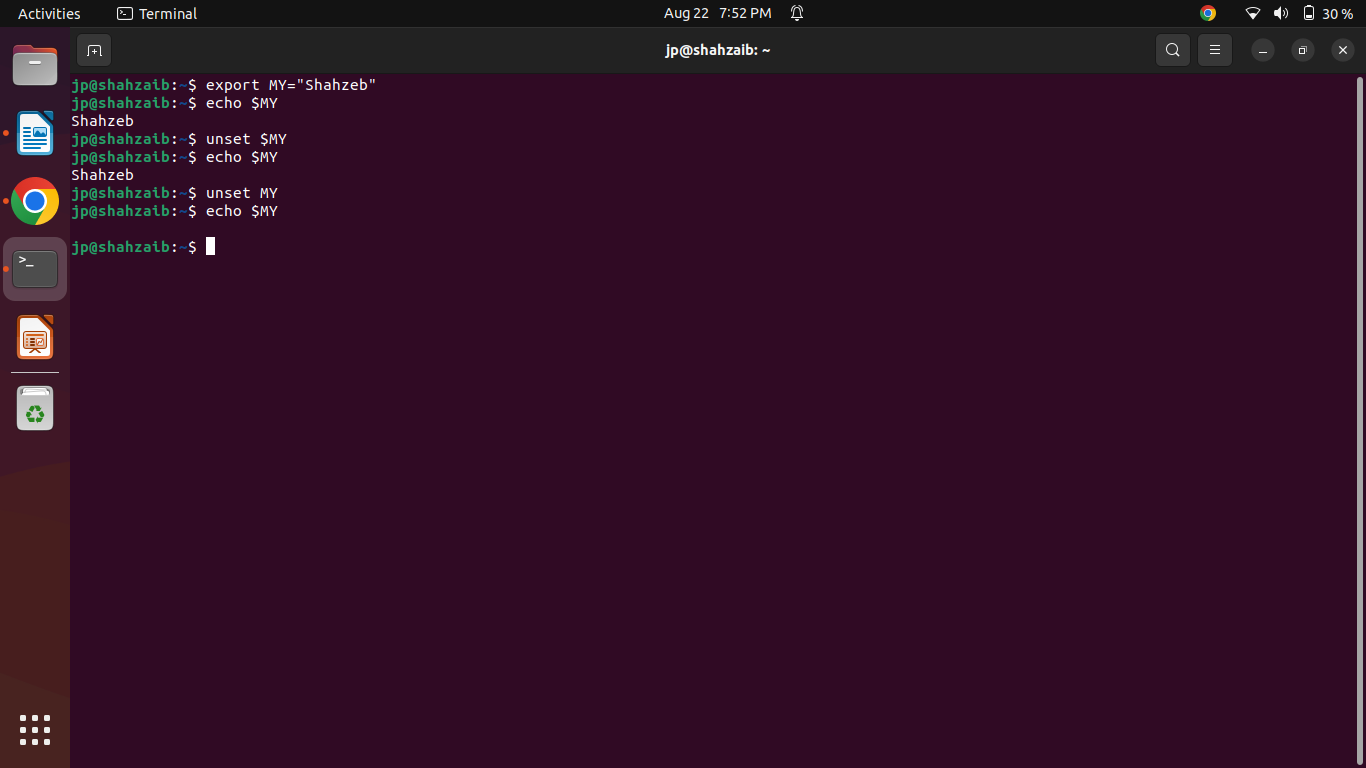 Activities Terminal Aug 22 7:52 PM 30 %
jp@shahzaib: ~
jp@shahzaib:~$ export MY="Shahzeb"
jp@shahzaib:~$ echo $MY
Shahzeb
jp@shahzaib:~$ unset $MY
jp@shahzaib:~$ echo $MY
Shahzeb
jp@shahzaib:~$ unset MY
jp@shahzaib:~$ echo $MY
jp@shahzaib:~$